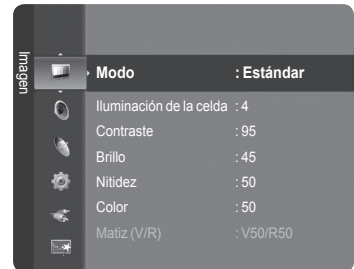 Imagen
Modo : Estándar
Iluminación de la celda : 4
Contraste : 95
Brillo : 45
Nitidez : 50
Color : 50
Matiz (V/R) : V50/R50